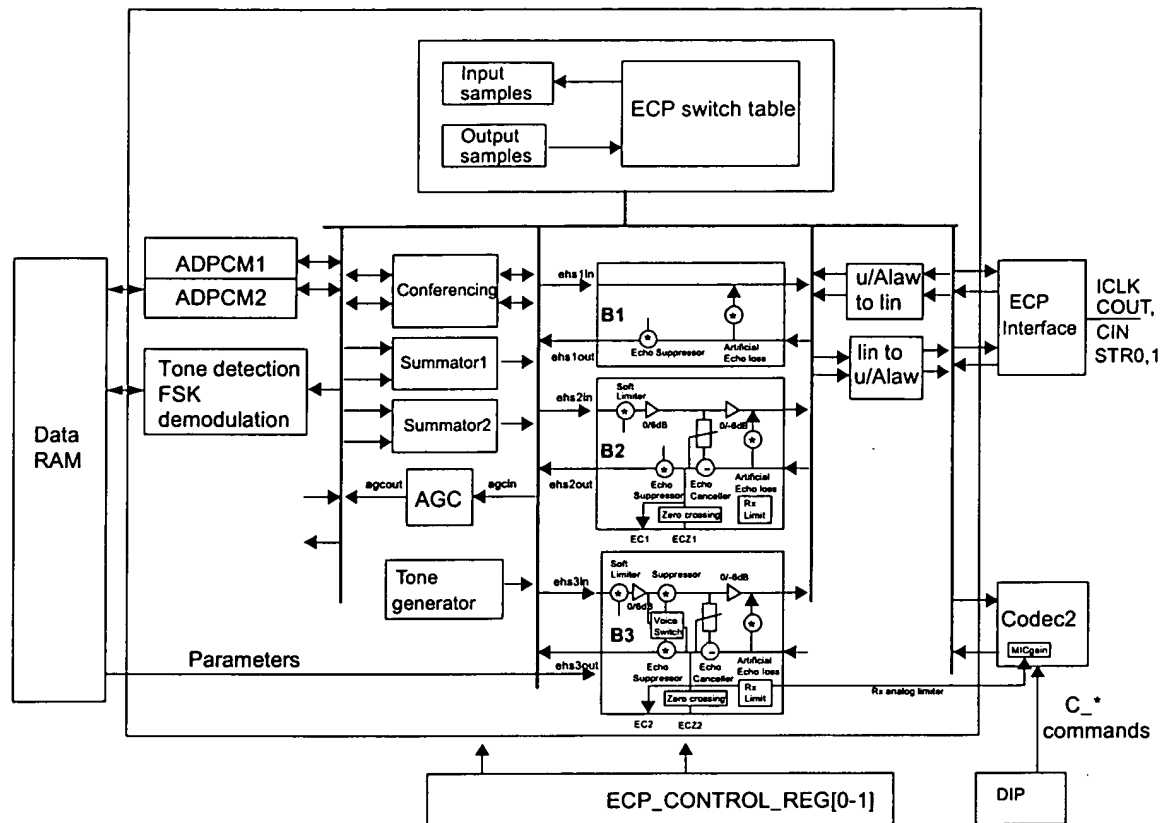 Input
samples
Output
samples
ECP switch table
ADPCM1
ADPCM2
Conferencing
ehs1in
B1
Echo Suppressor
Artificial
Echo loss
ehs1out
u/Alaw
to lin
ECP
Interface
ICLK
COUT,
CIN
STR0,1
Tone detection
FSK
demodulation
Summator1
Summator2
lin to
u/Alaw
Soft
Limiter
ehs2in
0/6dB
0/-6dB
B2
Echo
Suppressor
Echo
Canceller
Artificial
Echo loss
Rx
Limit
ehs2out
Zero crossing
EC1
ECZ1
Data
RAM
agcout
AGC
agcin
Tone
generator
Soft
Limiter
Suppressor
0/-6dB
ehs3in
0/6dB
Voice
Switch
B3
Echo
Suppressor
Echo
Canceller
Artificial
Echo loss
Rx
Limit
ehs3out
Zero crossing
EC2
ECZ2
Parameters
Codec2
MICgain
Rx analog limiter
C_*
commands
DIP
ECP_CONTROL_REG[0-1]